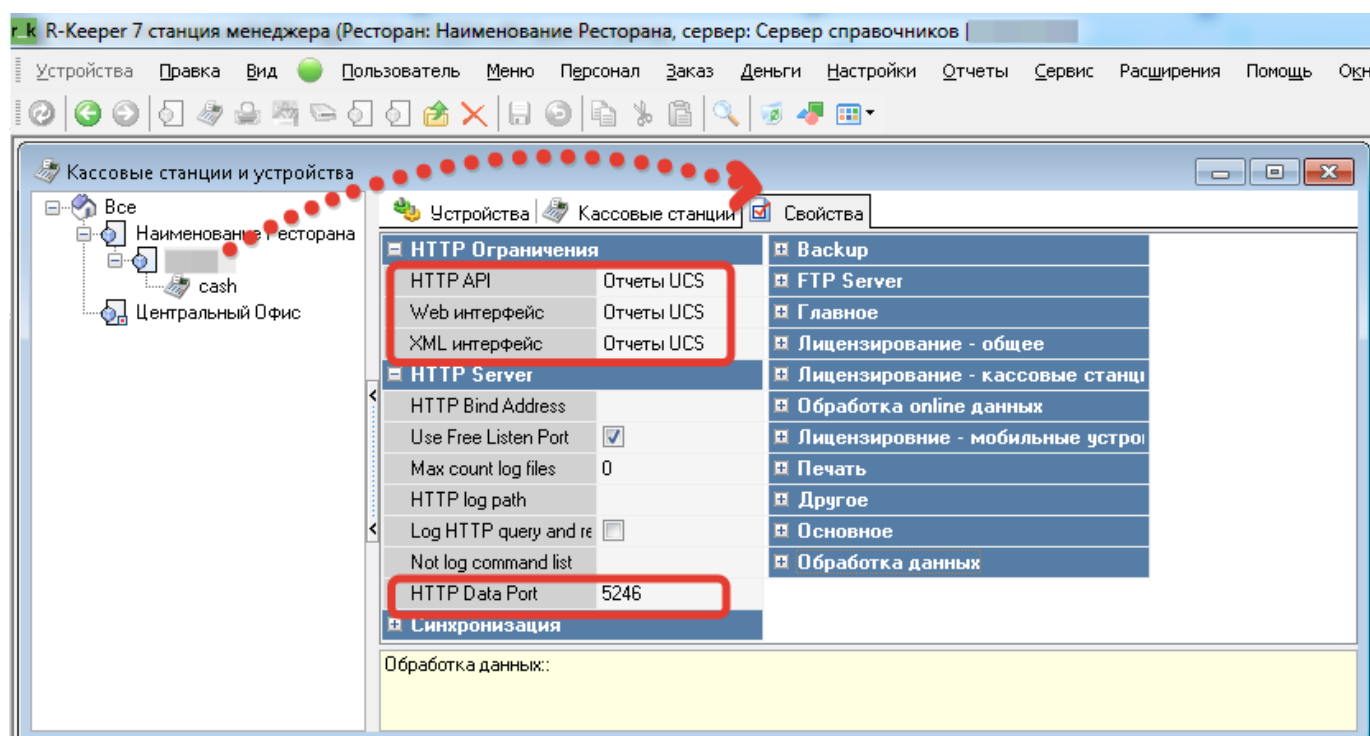 r_k R-Keeper 7 станция менеджера (Ресторан: Наименование Ресторана, сервер: Сервер справочников |
Устройства Правка Вид Пользователь Меню Персонал Заказ Деньги Настройки Отчеты Сервис Расширения Помощь Окн
Кассовые станции и устройства
Все
Наименование Ресторана
cash
Центральный Офис
Устройства Кассовые станции Свойства
HTTP Ограничения
HTTP API Отчеты UCS
Web интерфейс Отчеты UCS
XML интерфейс Отчеты UCS
HTTP Server
HTTP Bind Address
Use Free Listen Port
Max count log files 0
HTTP log path
Log HTTP query and re
Not log command list
HTTP Data Port 5246
Синхронизация
Backup
FTP Server
Главное
Лицензирование - общее
Лицензирование - кассовые станци
Обработка online данных
Лицензировние - мобильные устрои
Печать
Другое
Основное
Обработка данных
Обработка данных::